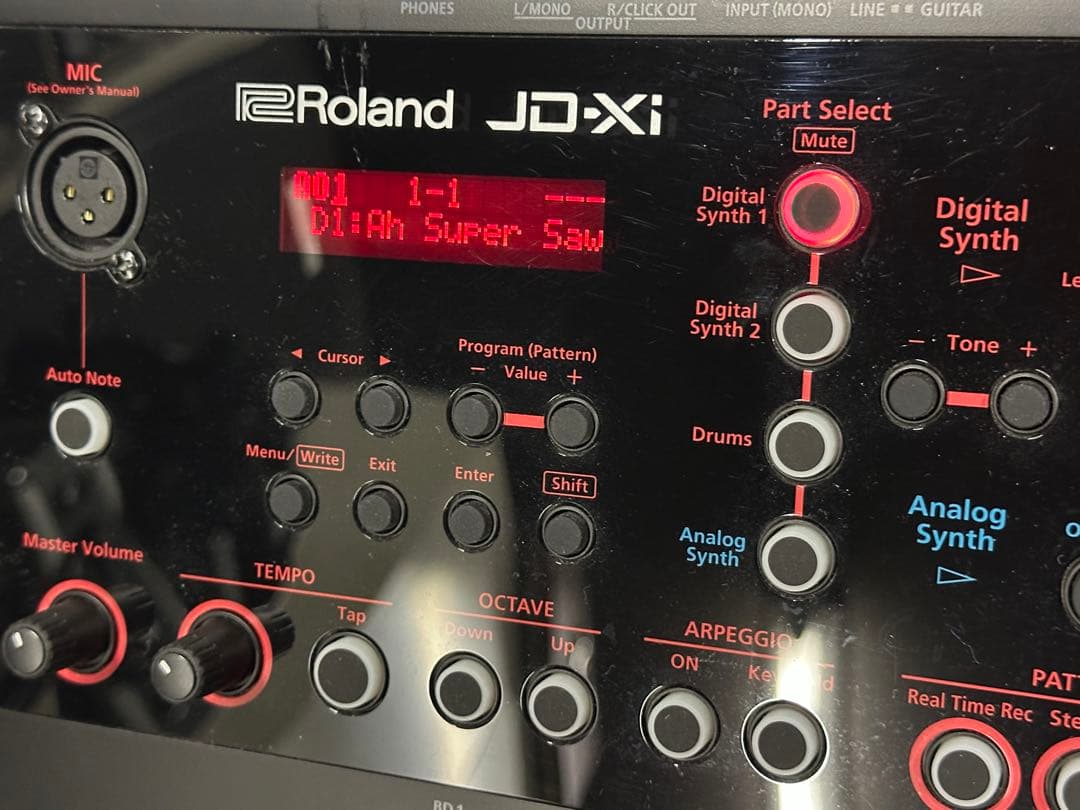 PHONES
L/MONO
R/CLICK OUT
OUTPUT
INPUT (MONO)
LINE
GUITAR
MIC
(See Owner's Manual)
Roland
JD-Xi
001 1-1 ---
D1:Ah Super Saw
Part Select
Mute
Digital
Synth 1
Digital
Synth
Digital
Synth 2
Tone
− +
Cursor
Program (Pattern)
− Value +
Auto Note
Menu/Write
Exit
Enter
Shift
Drums
Analog
Synth
Analog
Synth
Master Volume
TEMPO
Tap
OCTAVE
Down
Up
ARPEGGIO
ON
Real Time Rec